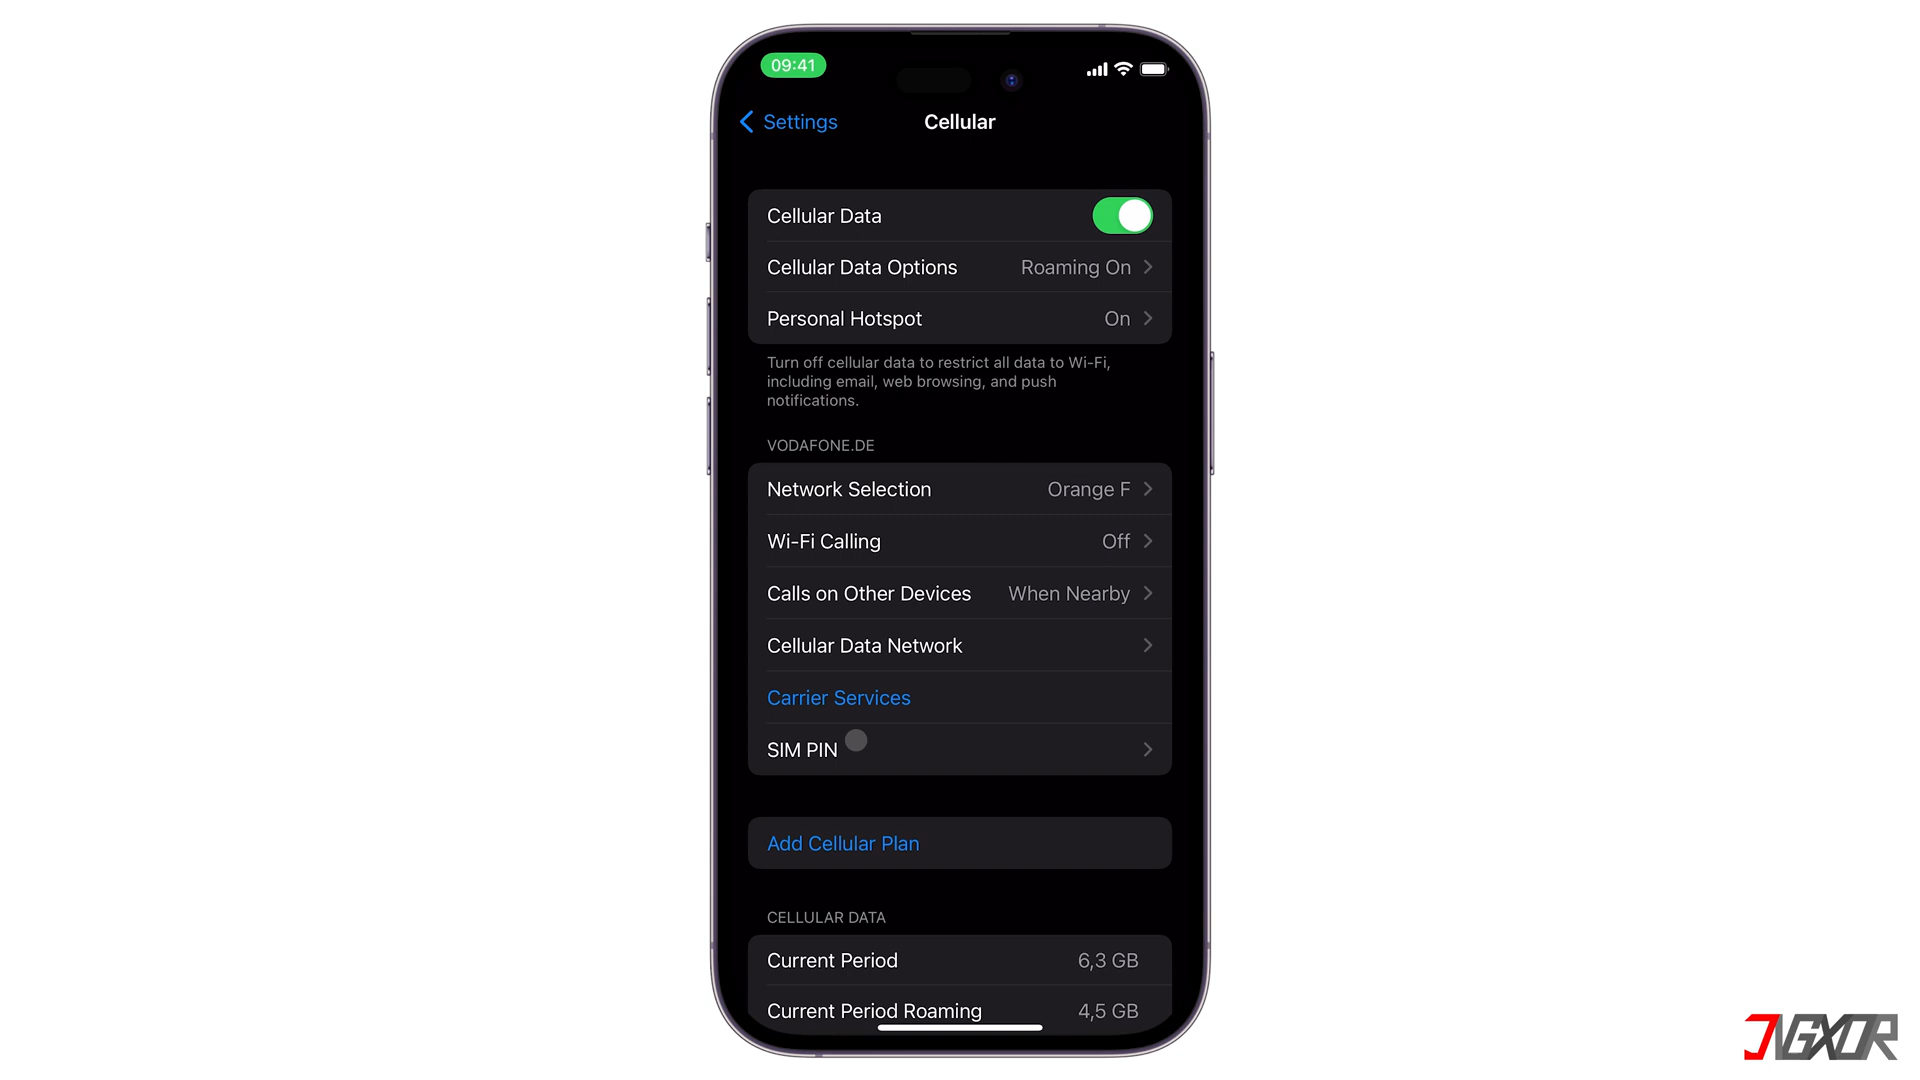 09:41
Settings
Cellular
Cellular Data
Cellular Data Options Roaming On
Personal Hotspot On
Turn off cellular data to restrict all data to Wi-Fi,
including email, web browsing, and push
notifications.
VODAFONE.DE
Network Selection Orange F
Wi-Fi Calling Off
Calls on Other Devices When Nearby
Cellular Data Network
Carrier Services
SIM PIN
Add Cellular Plan
CELLULAR DATA
Current Period 6,3 GB
Current Period Roaming 4,5 GB
JVGXOR